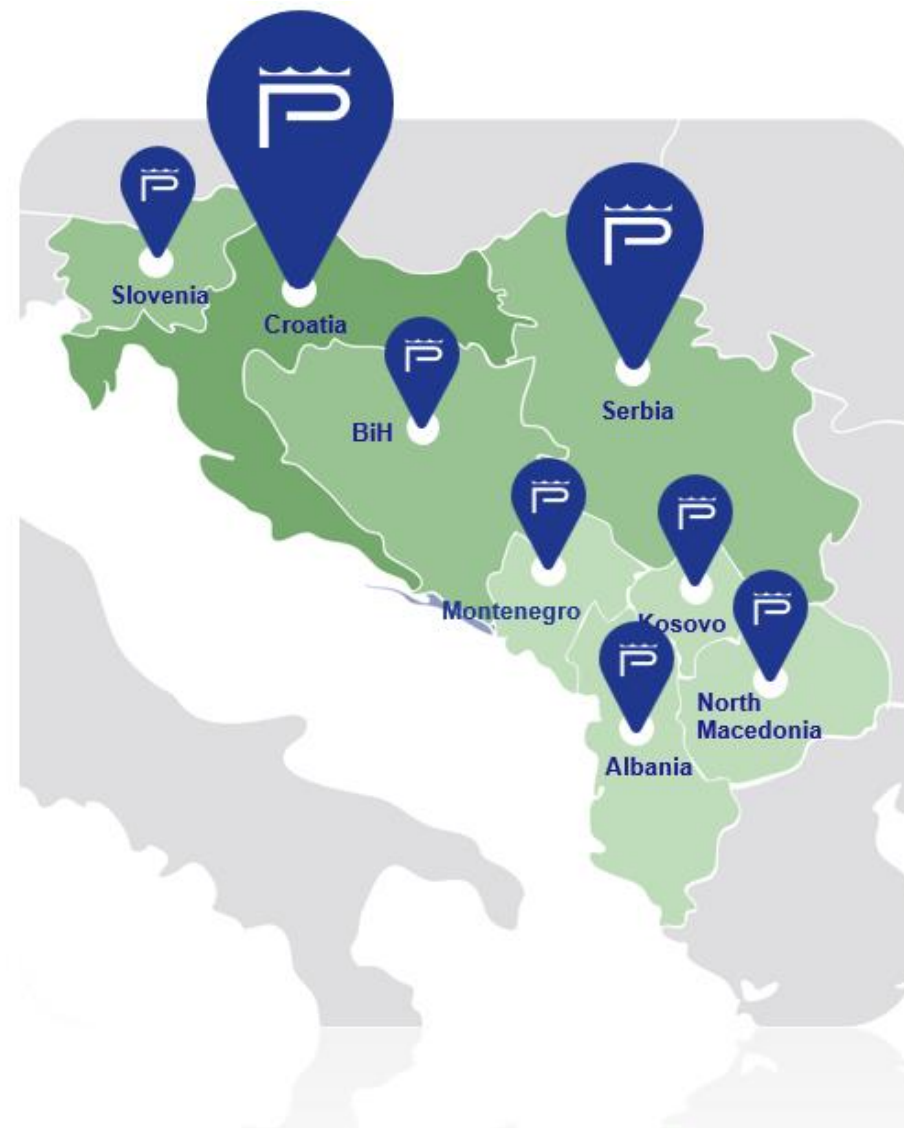 Slovenia
Croatia
BiH
Serbia
Montenegro
Kosovo
North
Macedonia
Albania